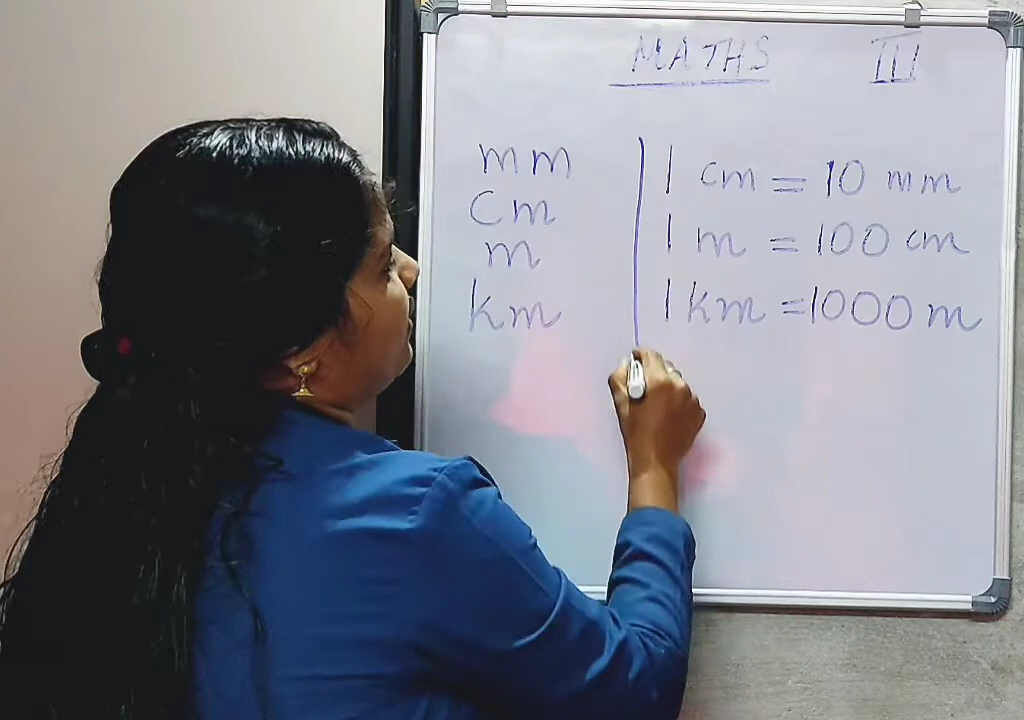 MATHS III
mm
cm
m
km
1 cm = 10 mm
1 m = 100 cm
1 km = 1000 m